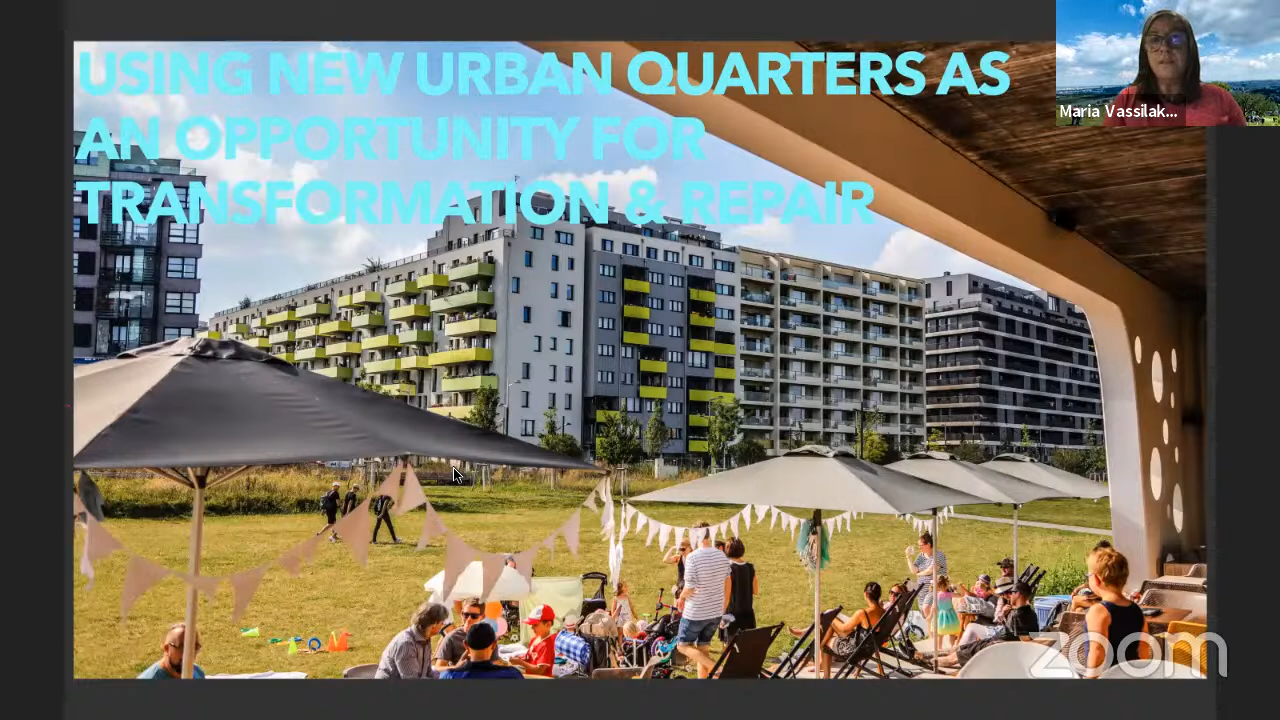 USING NEW URBAN QUARTERS AS
AN OPPORTUNITY FOR
TRANSFORMATION & REPAIR
Maria Vassilak...
zoom